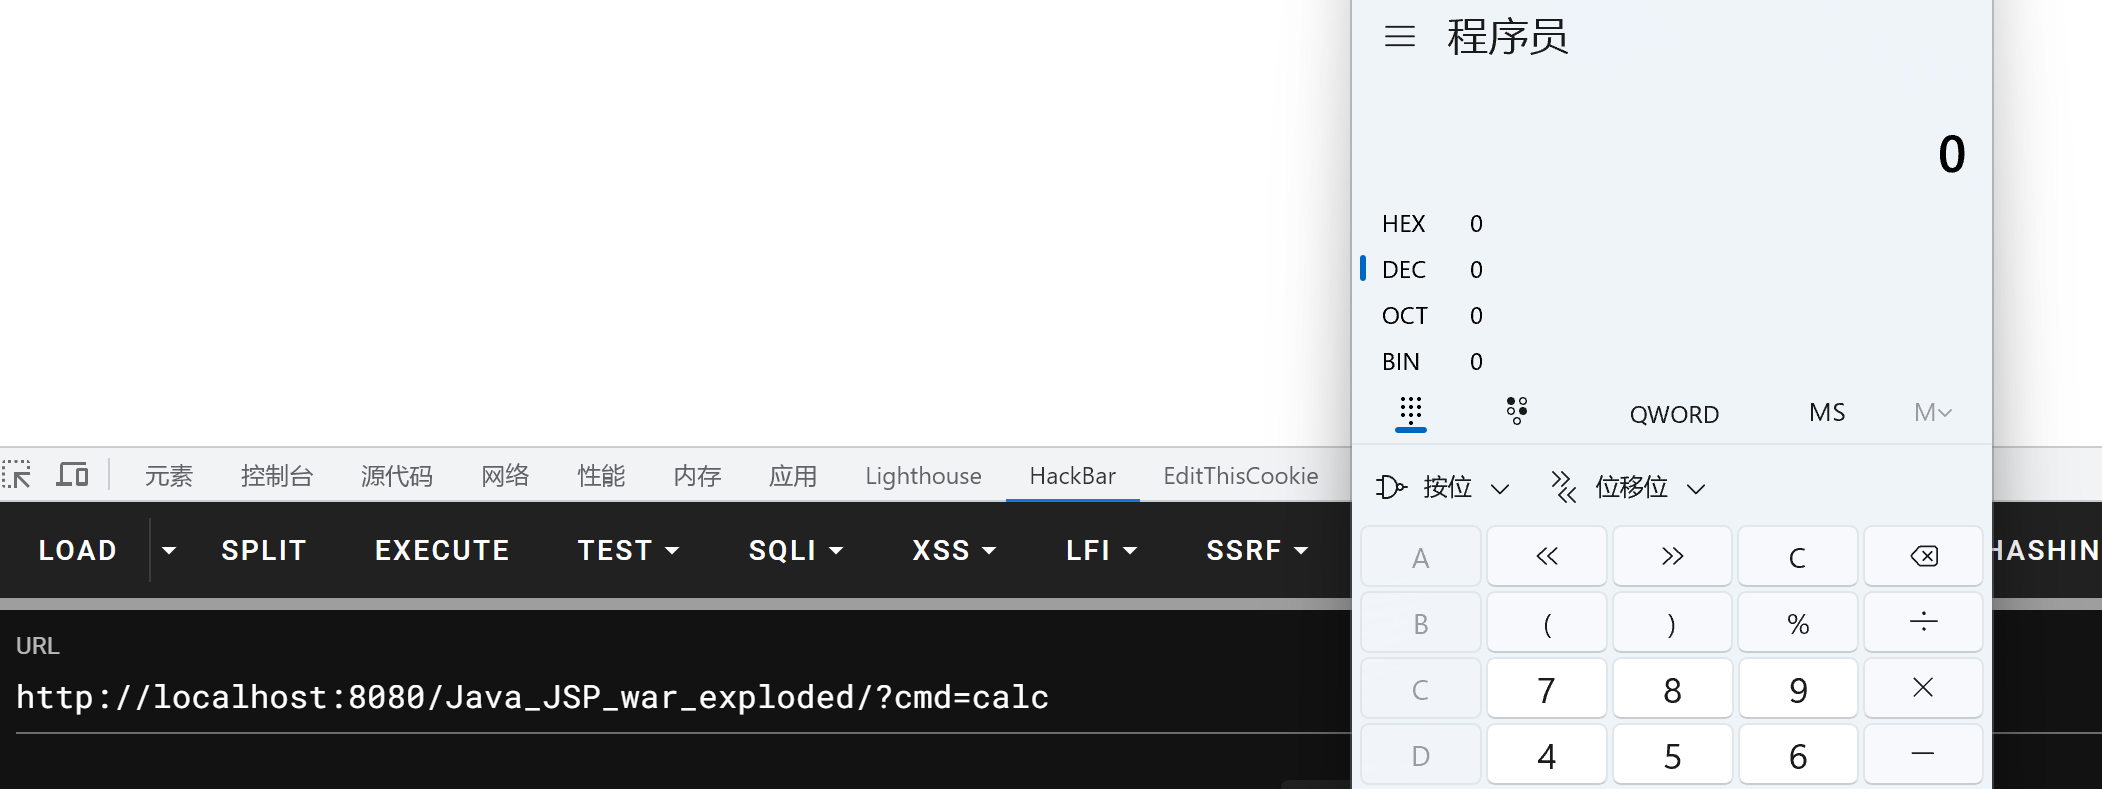 程序员
0
HEX 0
DEC 0
OCT 0
BIN 0
QWORD MS M
元素 控制台 源代码 网络 性能 内存 应用 Lighthouse HackBar EditThisCookie
按位 位移位
LOAD SPLIT EXECUTE TEST SQLI XSS LFI SSRF HASHIN
A << >> C
B ( ) % ÷
URL
http://localhost:8080/Java_JSP_war_exploded/?cmd=calc
C 7 8 9 ×
D 4 5 6 −